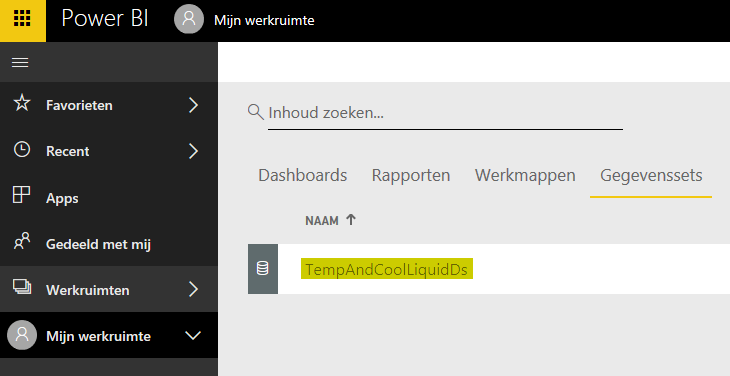 Power BI
Mijn werkruimte
Favorieten
Recent
Apps
Gedeeld met mij
Werkruimten
Mijn werkruimte
Inhoud zoeken...
Dashboards Rapporten Werkmappen Gegevenssets
NAAM ↑
TempAndCoolLiquidDs